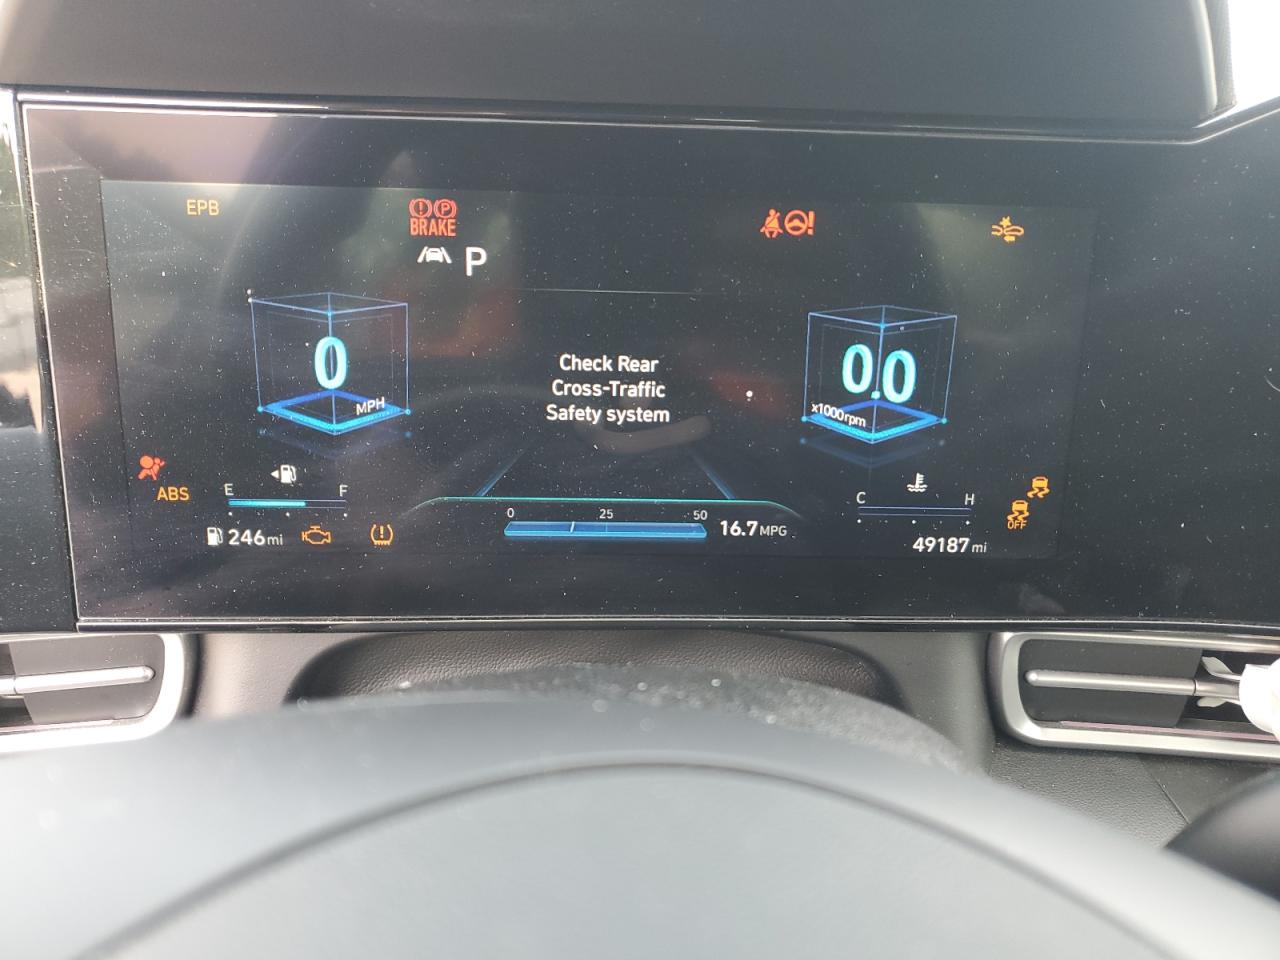 EPB
BRAKE
P
0
MPH
Check Rear
Cross-Traffic
Safety system
0.0
x1000rpm
ABS
E F
246 mi
0 25 50
16.7 MPG
C H
OFF
49187 mi